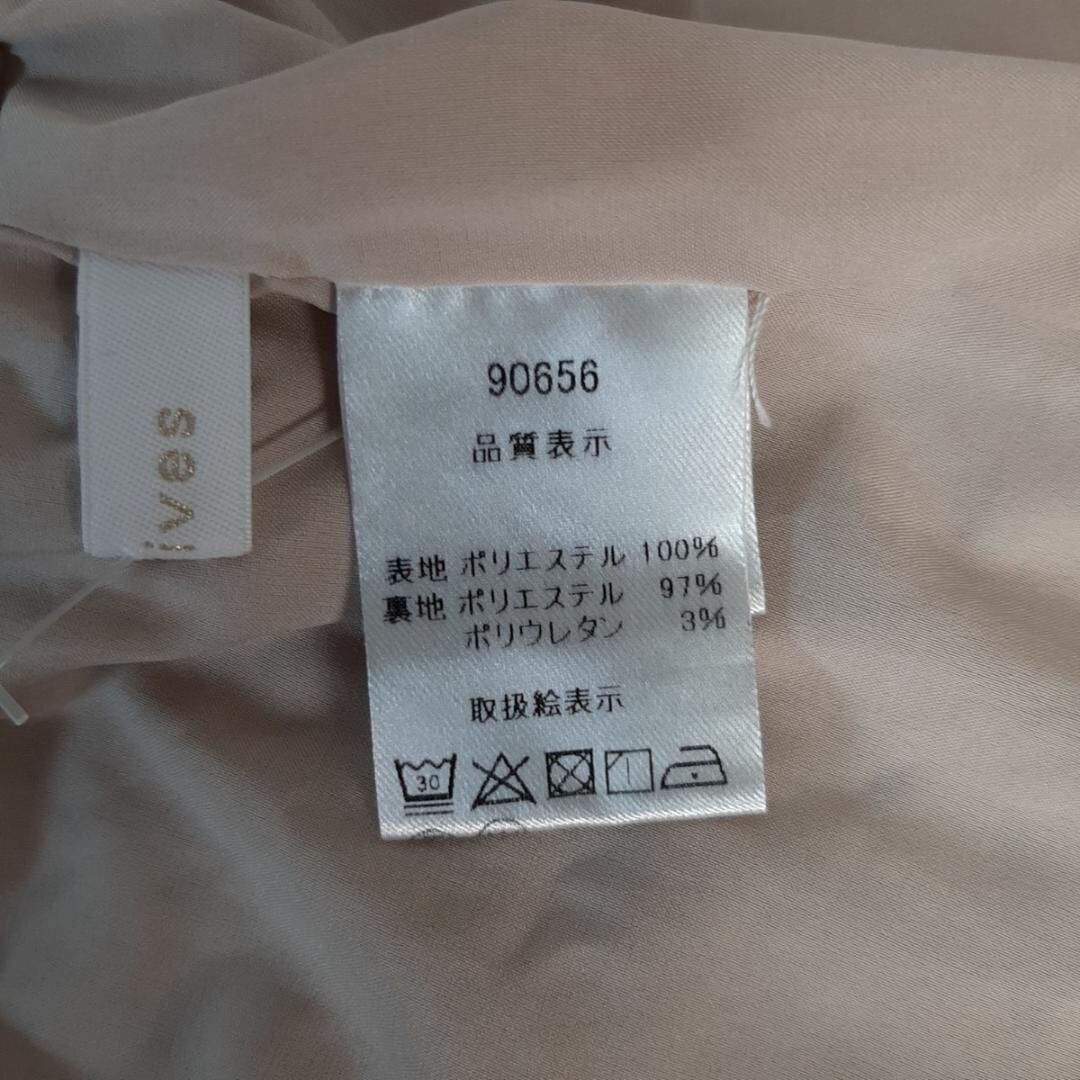 ives
90656
品質表示
表地 ポリエステル 100%
裏地 ポリエステル 97%
ポリウレタン 3%
取扱絵表示
30